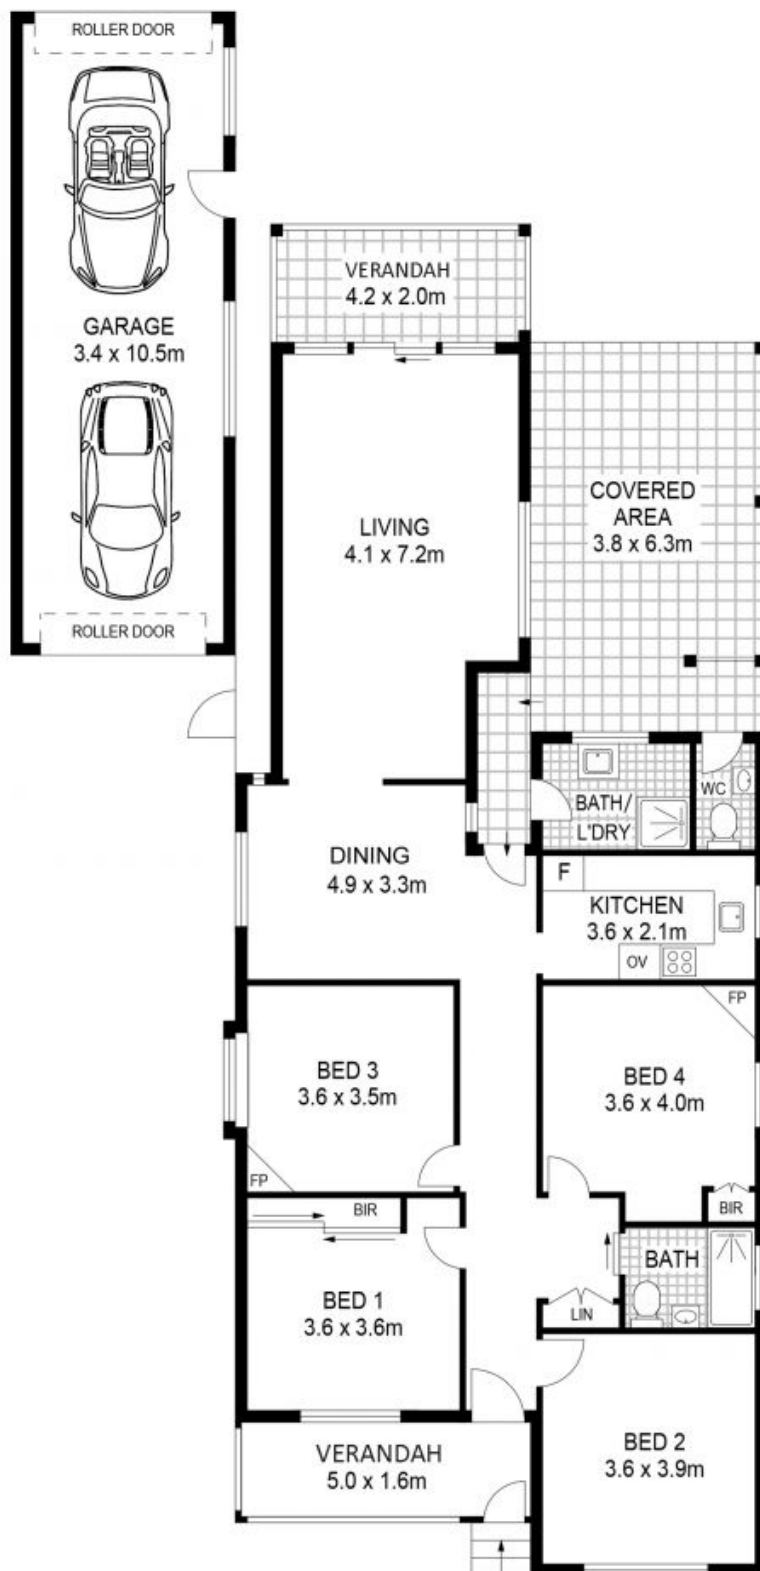 ROLLER DOOR
GARAGE
3.4 x 10.5m
ROLLER DOOR
VERANDAH
4.2 x 2.0m
LIVING
4.1 x 7.2m
COVERED
AREA
3.8 x 6.3m
BATH/
L'DRY
WC
DINING
4.9 x 3.3m
F
KITCHEN
3.6 x 2.1m
OV
BED 3
3.6 x 3.5m
FP
FP
BED 4
3.6 x 4.0m
BIR
BIR
BED 1
3.6 x 3.6m
BATH
LIN
VERANDAH
5.0 x 1.6m
BED 2
3.6 x 3.9m